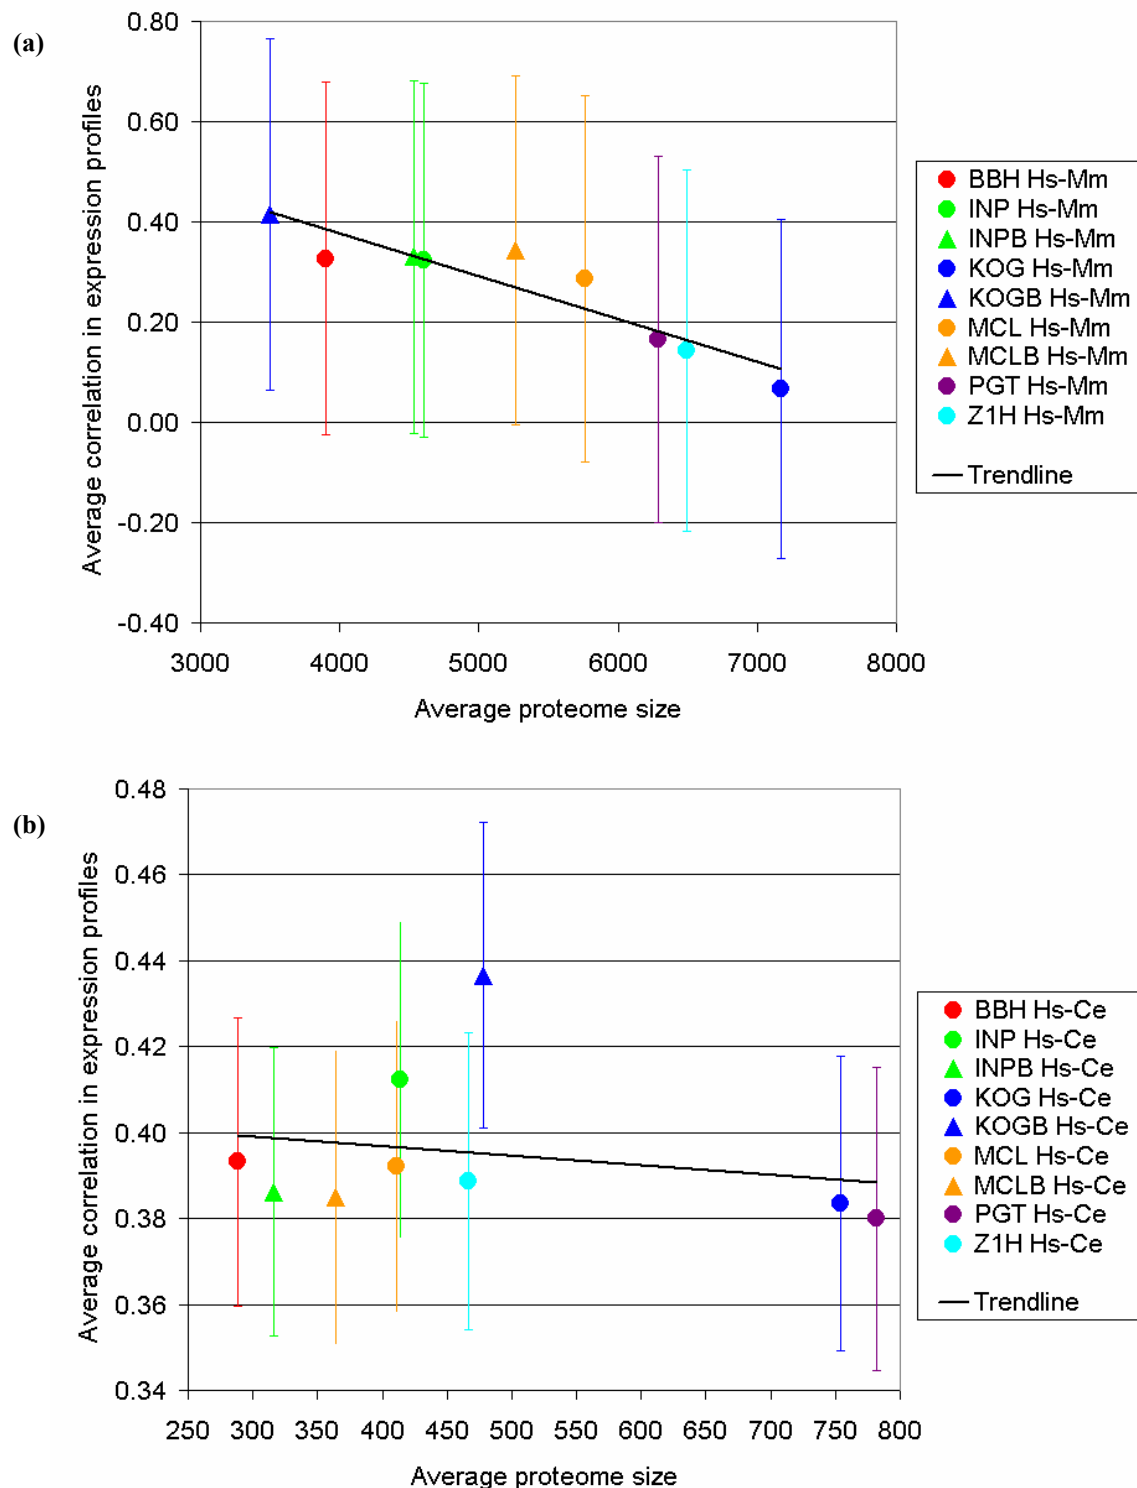 (a)
0.80
0.60
0.40
0.20
0.00
-0.20
-0.40
Average correlation in expression profiles
3000 4000 5000 6000 7000 8000
Average proteome size
BBH Hs-Mm
INP Hs-Mm
INPB Hs-Mm
KOG Hs-Mm
KOGB Hs-Mm
MCL Hs-Mm
MCLB Hs-Mm
PGT Hs-Mm
Z1H Hs-Mm
Trendline
(b)
0.48
0.46
0.44
0.42
0.40
0.38
0.36
0.34
Average correlation in expression profiles
250 300 350 400 450 500 550 600 650 700 750 800
Average proteome size
BBH Hs-Ce
INP Hs-Ce
INPB Hs-Ce
KOG Hs-Ce
KOGB Hs-Ce
MCL Hs-Ce
MCLB Hs-Ce
PGT Hs-Ce
Z1H Hs-Ce
Trendline